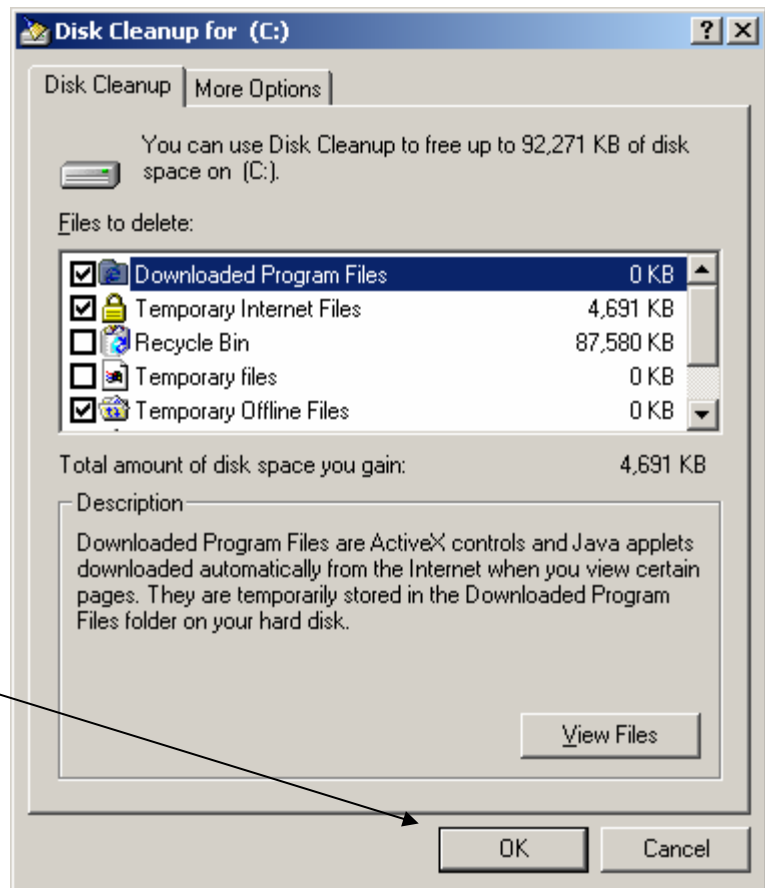 Disk Cleanup for (C:)
Disk Cleanup More Options
You can use Disk Cleanup to free up to 92,271 KB of disk
space on (C:).
Files to delete:
Downloaded Program Files 0 KB
Temporary Internet Files 4,691 KB
Recycle Bin 87,580 KB
Temporary files 0 KB
Temporary Offline Files 0 KB
Total amount of disk space you gain: 4,691 KB
Description
Downloaded Program Files are ActiveX controls and Java applets
downloaded automatically from the Internet when you view certain
pages. They are temporarily stored in the Downloaded Program
Files folder on your hard disk.
View Files
OK Cancel